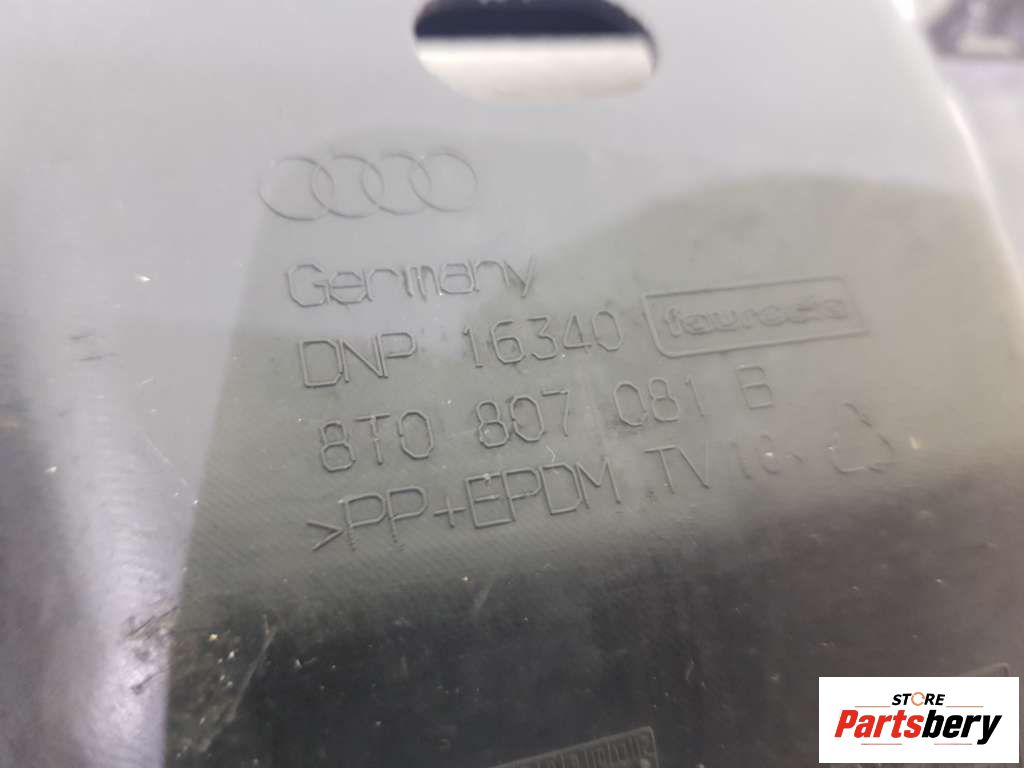 Germany
DNP 16340 faurecia
8T0 807 081 B
>PP+EPDM TV
STORE
Partsbery